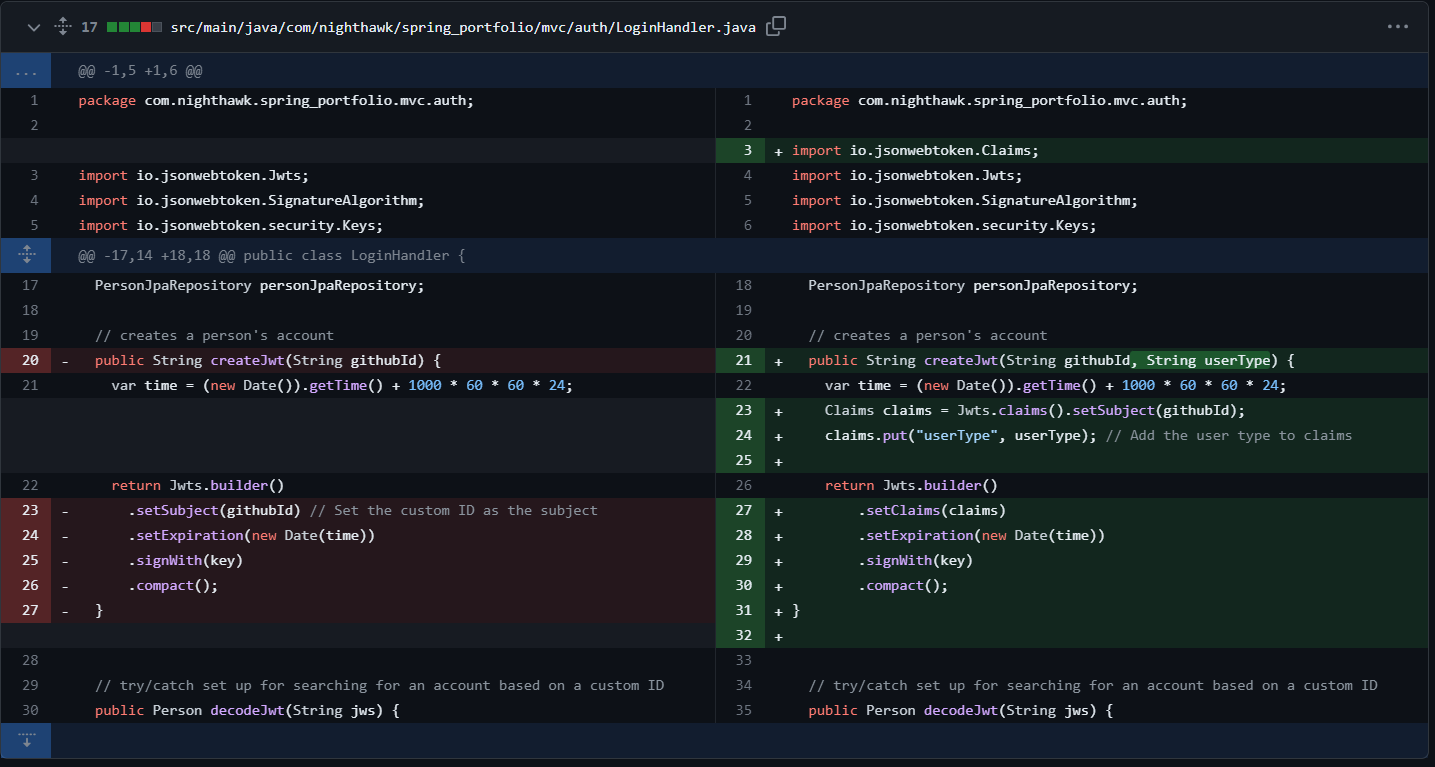 17 src/main/java/com/nighthawk/spring_portfolio/mvc/auth/LoginHandler.java ...
... @@ -1,5 +1,6 @@
1 package com.nighthawk.spring_portfolio.mvc.auth; 1 package com.nighthawk.spring_portfolio.mvc.auth;
2 2
3 + import io.jsonwebtoken.Claims;
3 import io.jsonwebtoken.Jwts; 4 import io.jsonwebtoken.Jwts;
4 import io.jsonwebtoken.SignatureAlgorithm; 5 import io.jsonwebtoken.SignatureAlgorithm;
5 import io.jsonwebtoken.security.Keys; 6 import io.jsonwebtoken.security.Keys;
@@ -17,14 +18,18 @@ public class LoginHandler {
17 PersonJpaRepository personJpaRepository; 18 PersonJpaRepository personJpaRepository;
18 19
19 // creates a person's account 20 // creates a person's account
20 - public String createJwt(String githubId) { 21 + public String createJwt(String githubId, String userType) {
21 var time = (new Date()).getTime() + 1000 * 60 * 60 * 24; 22 var time = (new Date()).getTime() + 1000 * 60 * 60 * 24;
23 + Claims claims = Jwts.claims().setSubject(githubId);
24 + claims.put("userType", userType); // Add the user type to claims
25 +
22 return Jwts.builder() 26 return Jwts.builder()
23 - .setSubject(githubId) // Set the custom ID as the subject 27 + .setClaims(claims)
24 - .setExpiration(new Date(time)) 28 + .setExpiration(new Date(time))
25 - .signWith(key) 29 + .signWith(key)
26 - .compact(); 30 + .compact();
27 - } 31 + }
32 +
28 33
29 // try/catch set up for searching for an account based on a custom ID 34 // try/catch set up for searching for an account based on a custom ID
30 public Person decodeJwt(String jws) { 35 public Person decodeJwt(String jws) {